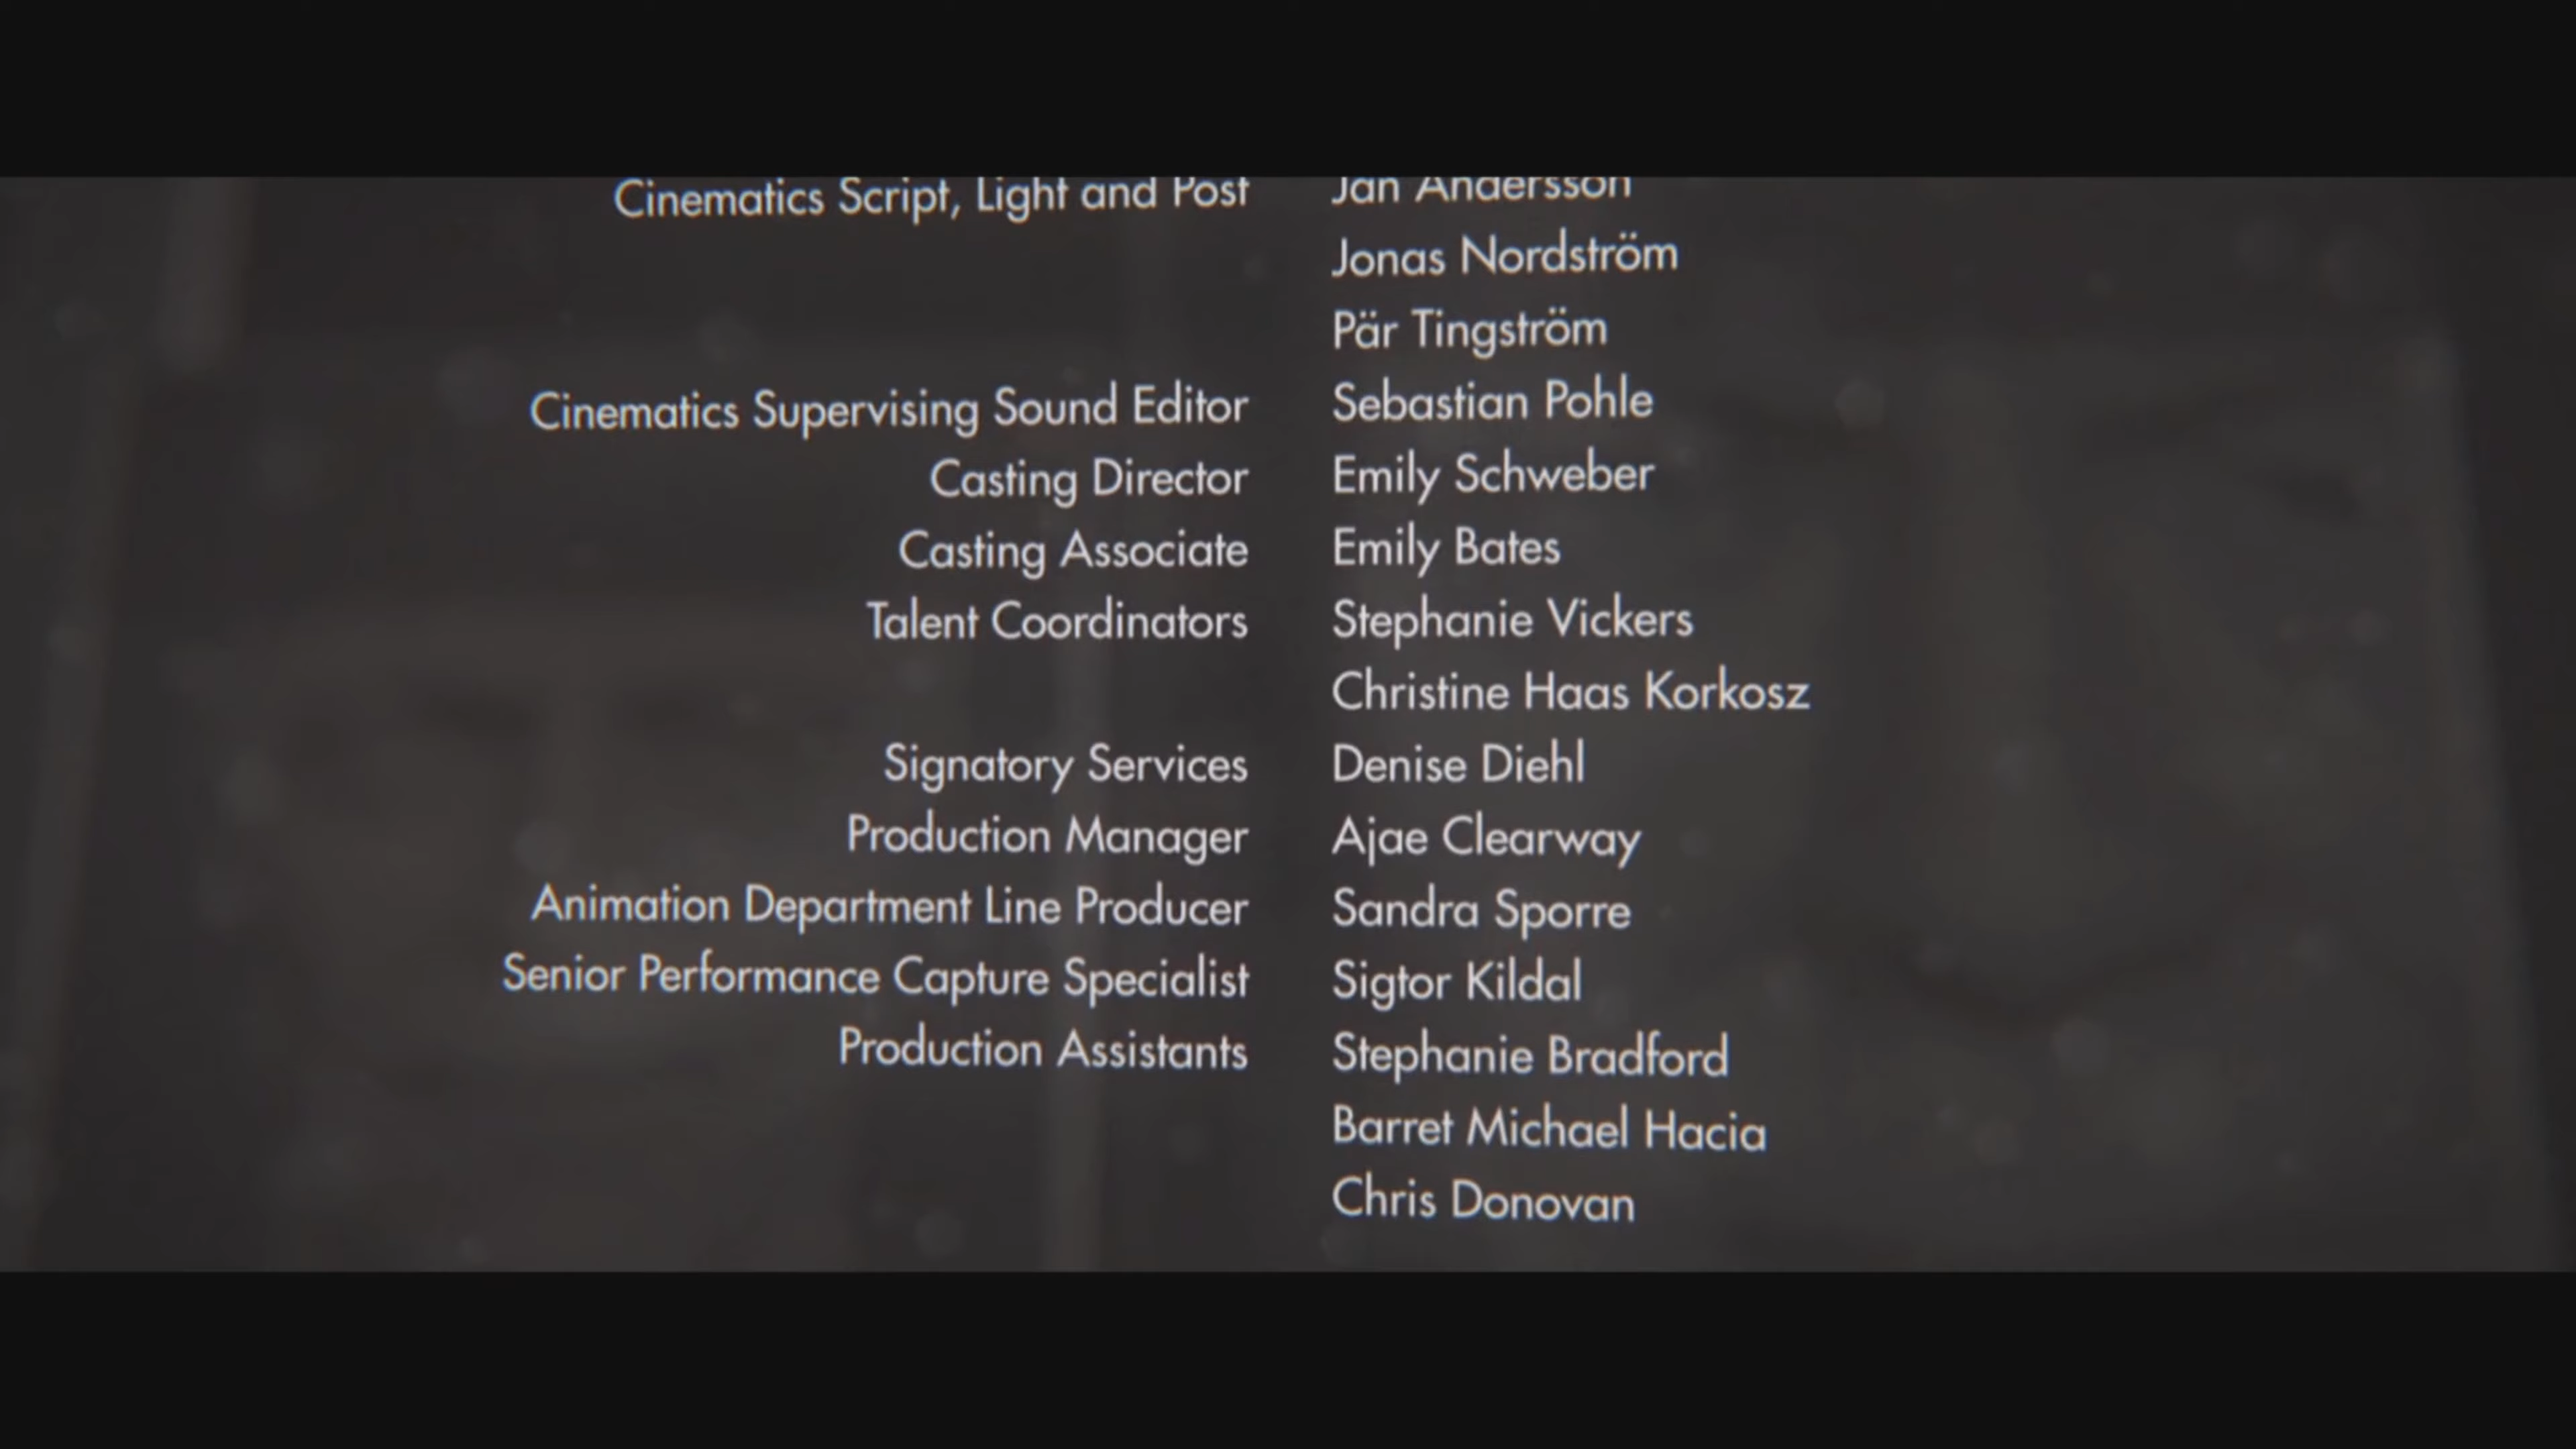 Cinematics Script, Light and Post Jan Andersson
Jonas Nordström
Pär Tingström
Cinematics Supervising Sound Editor Sebastian Pohle
Casting Director Emily Schweber
Casting Associate Emily Bates
Talent Coordinators Stephanie Vickers
Christine Haas Korkosz
Signatory Services Denise Diehl
Production Manager Ajae Clearway
Animation Department Line Producer Sandra Sporre
Senior Performance Capture Specialist Sigtor Kildal
Production Assistants Stephanie Bradford
Barret Michael Hacia
Chris Donovan